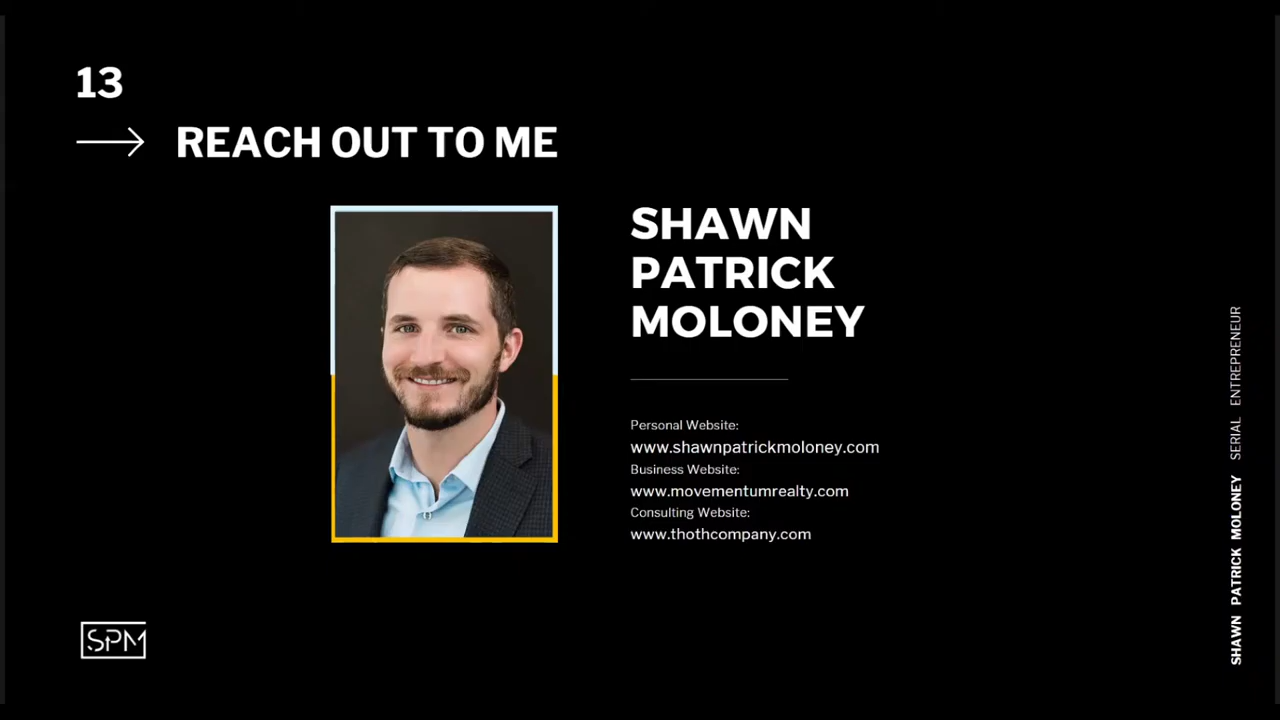 13
REACH OUT TO ME
SHAWN
PATRICK
MOLONEY
Personal Website:
www.shawnpatrickmoloney.com
Business Website:
www.movementumrealty.com
Consulting Website:
www.thothcompany.com
SPM
SHAWN PATRICK MOLONEY SERIAL ENTREPRENEUR